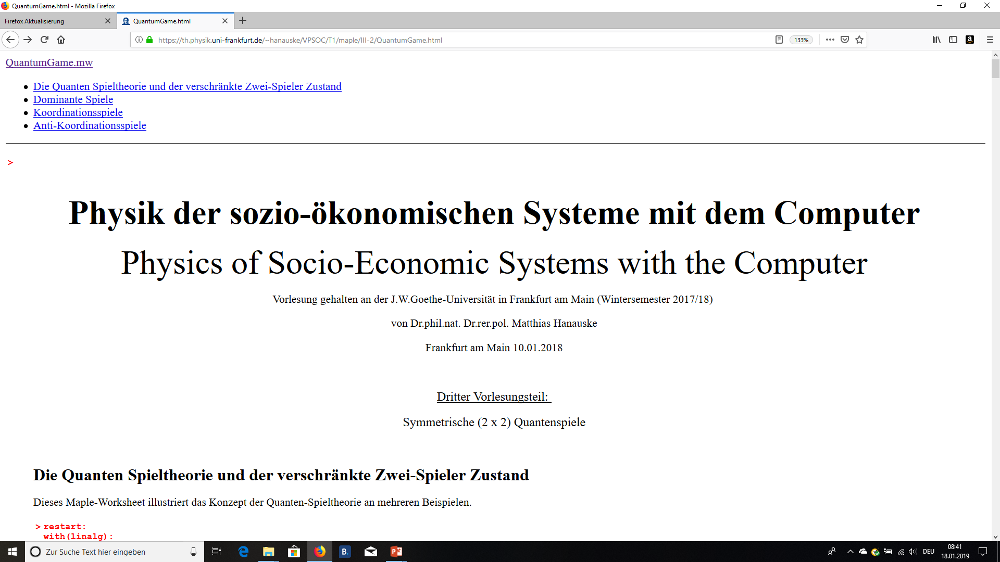 QuantumGame.html - Mozilla Firefox
Firefox Aktualisierung
QuantumGame.html
https://th.physik.uni-frankfurt.de/~hanauske/VPSOC/T1/maple/III-2/QuantumGame.html
133%
QuantumGame.mw
Die Quanten Spieltheorie und der verschränkte Zwei-Spieler Zustand
Dominante Spiele
Koordinationsspiele
Anti-Koordinationsspiele
>
Physik der sozio-ökonomischen Systeme mit dem Computer
Physics of Socio-Economic Systems with the Computer
Vorlesung gehalten an der J.W.Goethe-Universität in Frankfurt am Main (Wintersemester 2017/18)
von Dr.phil.nat. Dr.rer.pol. Matthias Hanauske
Frankfurt am Main 10.01.2018
Dritter Vorlesungsteil:
Symmetrische (2 x 2) Quantenspiele
Die Quanten Spieltheorie und der verschränkte Zwei-Spieler Zustand
Dieses Maple-Worksheet illustriert das Konzept der Quanten-Spieltheorie an mehreren Beispielen.
> restart:
with(linalg):
Zur Suche Text hier eingeben
DEU
08:41
18.01.2019